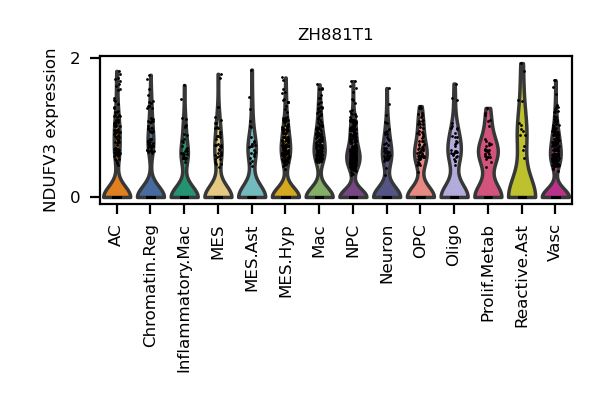 ZH881T1
NDUFV3 expression
2
0
AC
Chromatin.Reg
Inflammatory.Mac
MES
MES.Ast
MES.Hyp
Mac
NPC
Neuron
OPC
Oligo
Prolif.Metab
Reactive.Ast
Vasc